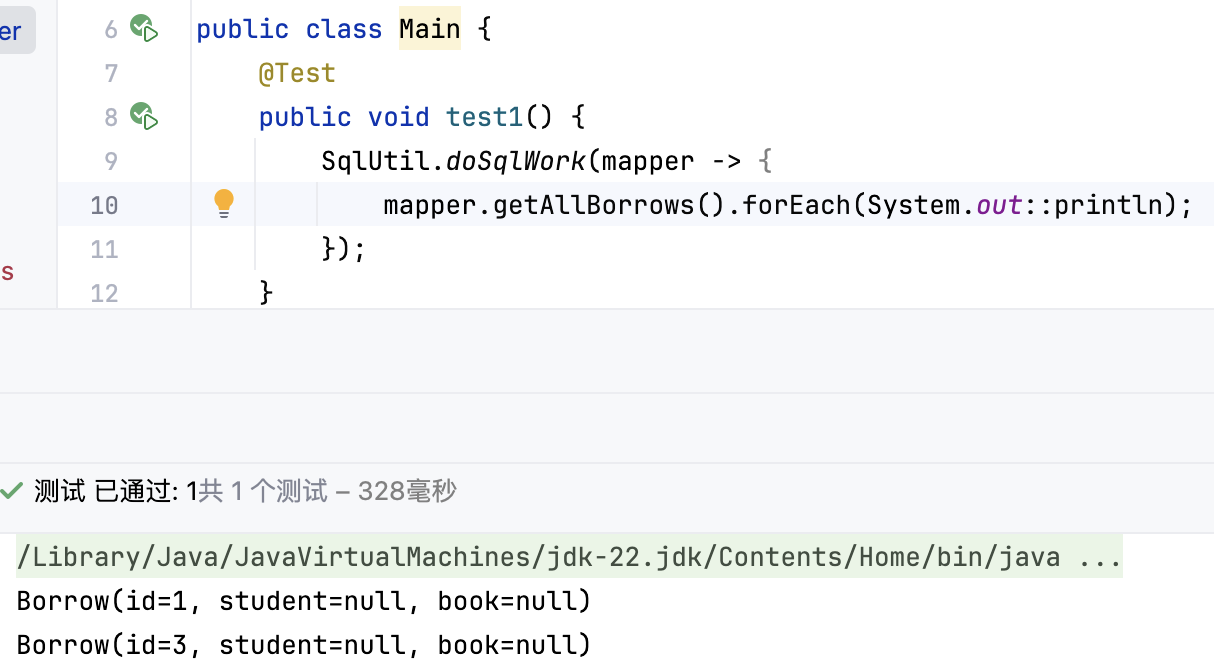 er
6 public class Main {
7 @Test
8 public void test1() {
9 SqlUtil.doSqlWork(mapper -> {
10 mapper.getAllBorrows().forEach(System.out::println);
11 });
s
12 }
测试 已通过: 1共 1 个测试 – 328毫秒
/Library/Java/JavaVirtualMachines/jdk-22.jdk/Contents/Home/bin/java ...
Borrow(id=1, student=null, book=null)
Borrow(id=3, student=null, book=null)